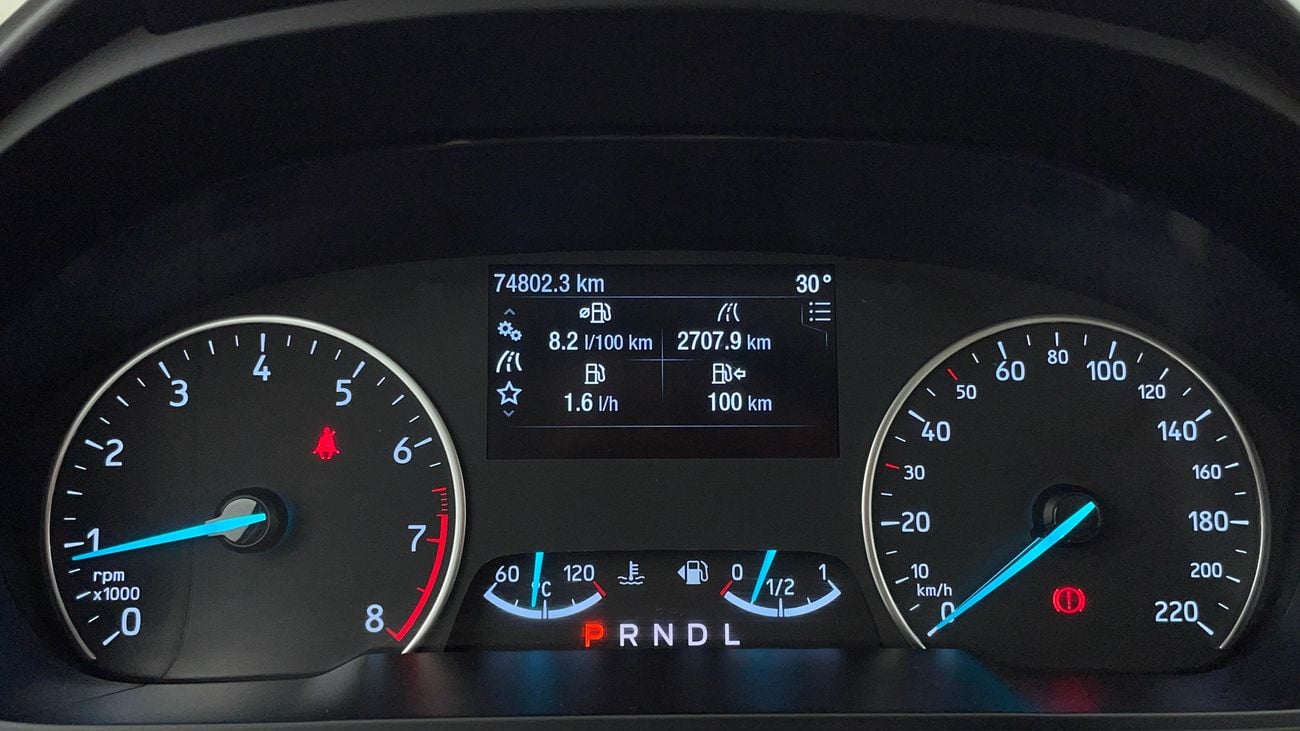 74802.3 km 30°
8.2 l/100 km 2707.9 km
1.6 l/h 100 km
0 1 2 3 4 5 6 7 8
rpm
x1000
60 120
°C
0 1/2 1
P R N D L
0 10 20 30 40 50 60 80 100 120 140 160 180 200 220
km/h